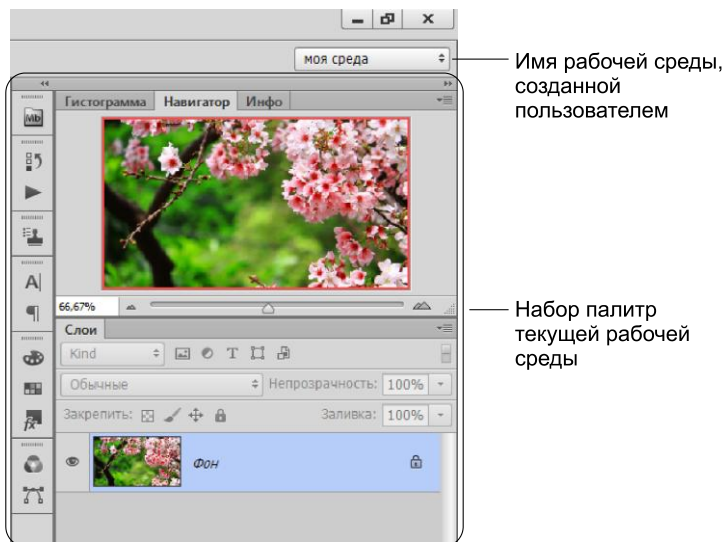 моя среда
Имя рабочей среды,
созданной
пользователем
Гистограмма Навигатор Инфо
Mb
A
66,67%
Набор палитр
текущей рабочей
среды
Слои
Kind
T
Обычные Непрозрачность: 100%
Закрепить: Заливка: 100%
fx
Фон